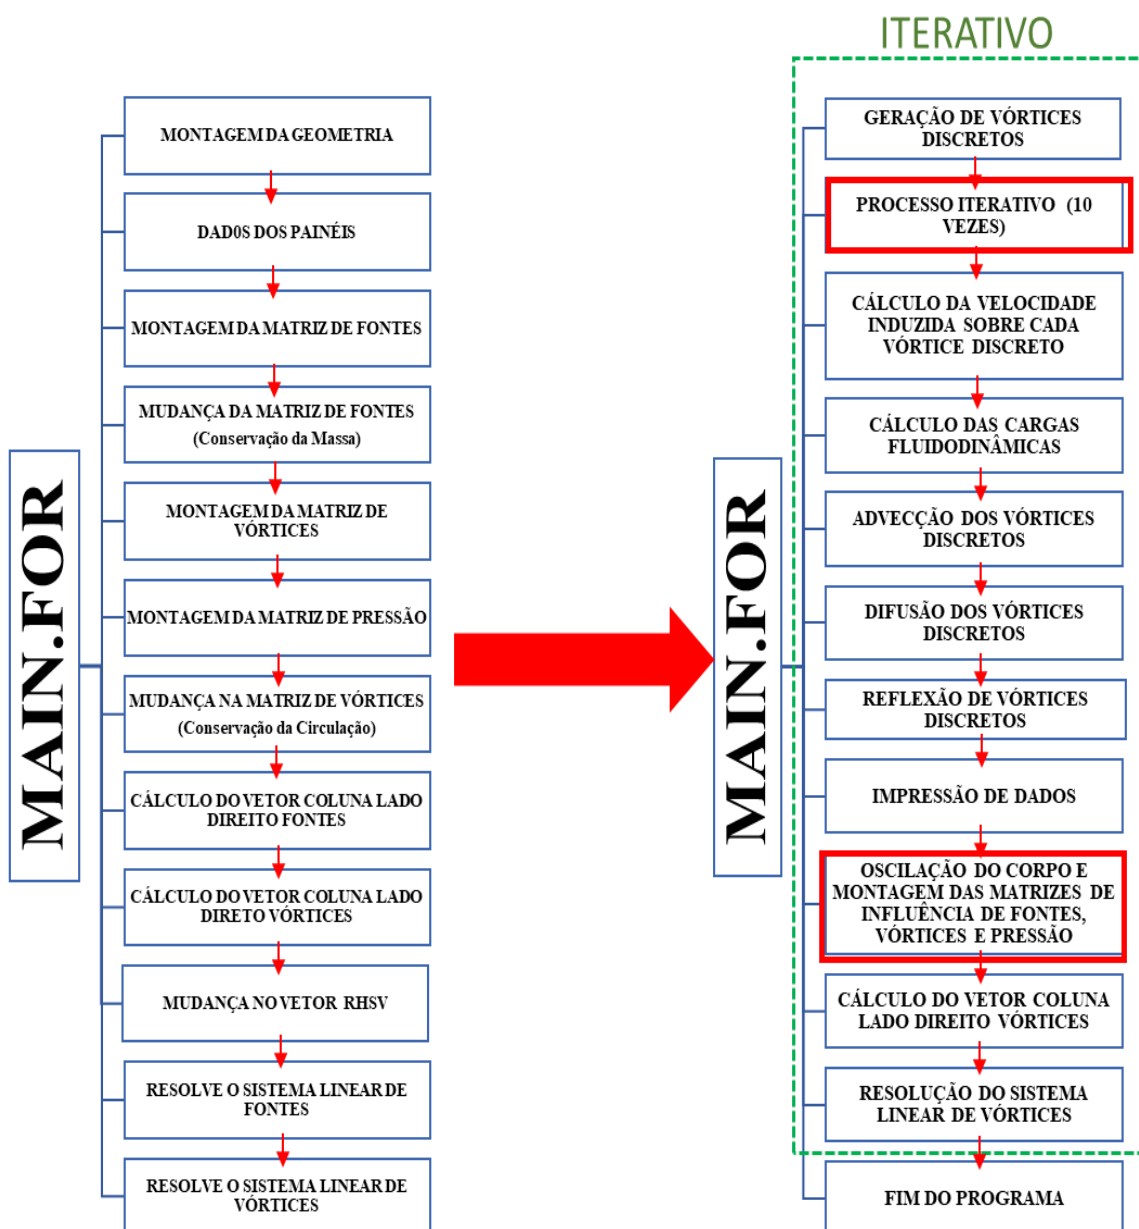 ITERATIVO
MAIN.FOR
MONTAGEM DA GEOMETRIA
DAD0S DOS PAINÉIS
MONTAGEM DA MATRIZ DE FONTES
MUDANÇA DA MATRIZ DE FONTES
(Conservação da Massa)
MONTAGEM DA MATRIZ DE
VÓRTICES
MONTAGEM DA MATRIZ DE PRESSÃO
MUDANÇA NA MATRIZ DE VÓRTICES
(Conservação da Circulação)
CÁLCULO DO VETOR COLUNA LADO
DIREITO FONTES
CÁLCULO DO VETOR COLUNA LADO
DIRETO VÓRTICES
MUDANÇA NO VETOR RHSV
RESOLVE O SISTEMA LINEAR DE
FONTES
RESOLVE O SISTEMA LINEAR DE
VÓRTICES
MAIN.FOR
GERAÇÃO DE VÓRTICES
DISCRETOS
PROCESSO ITERATIVO (10
VEZES)
CÁLCULO DA VELOCIDADE
INDUZIDA SOBRE CADA
VÓRTICE DISCRETO
CÁLCULO DAS CARGAS
FLUIDODINÂMICAS
ADVECÇÃO DOS VÓRTICES
DISCRETOS
DIFUSÃO DOS VÓRTICES
DISCRETOS
REFLEXÃO DE VÓRTICES
DISCRETOS
IMPRESSÃO DE DADOS
OSCILAÇÃO DO CORPO E
MONTAGEM DAS MATRIZES DE
INFLUÊNCIA DE FONTES,
VÓRTICES E PRESSÃO
CÁLCULO DO VETOR COLUNA
LADO DIREITO VÓRTICES
RESOLUÇÃO DO SISTEMA
LINEAR DE VÓRTICES
FIM DO PROGRAMA